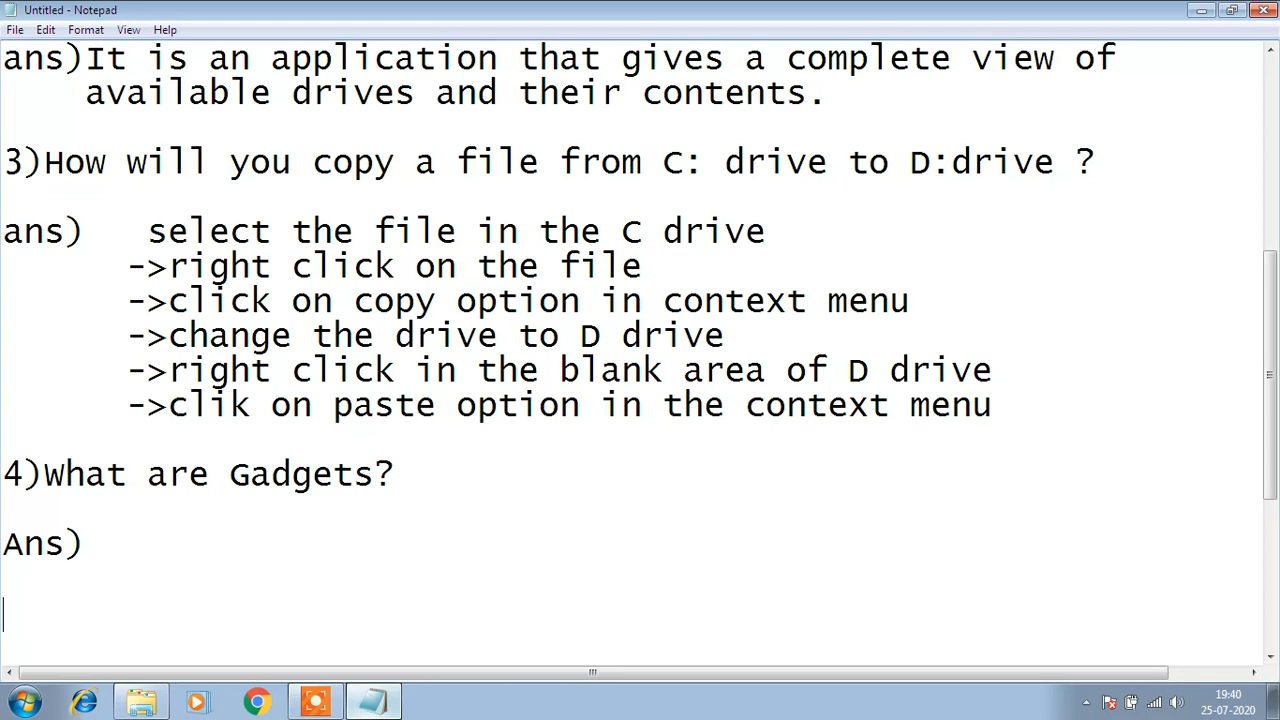 Untitled - Notepad
File Edit Format View Help
ans)It is an application that gives a complete view of
available drives and their contents.
3)How will you copy a file from C: drive to D:drive ?
ans) select the file in the C drive
->right click on the file
->click on copy option in context menu
->change the drive to D drive
->right click in the blank area of D drive
->clik on paste option in the context menu
4)What are Gadgets?
Ans)
19:40
25-07-2020